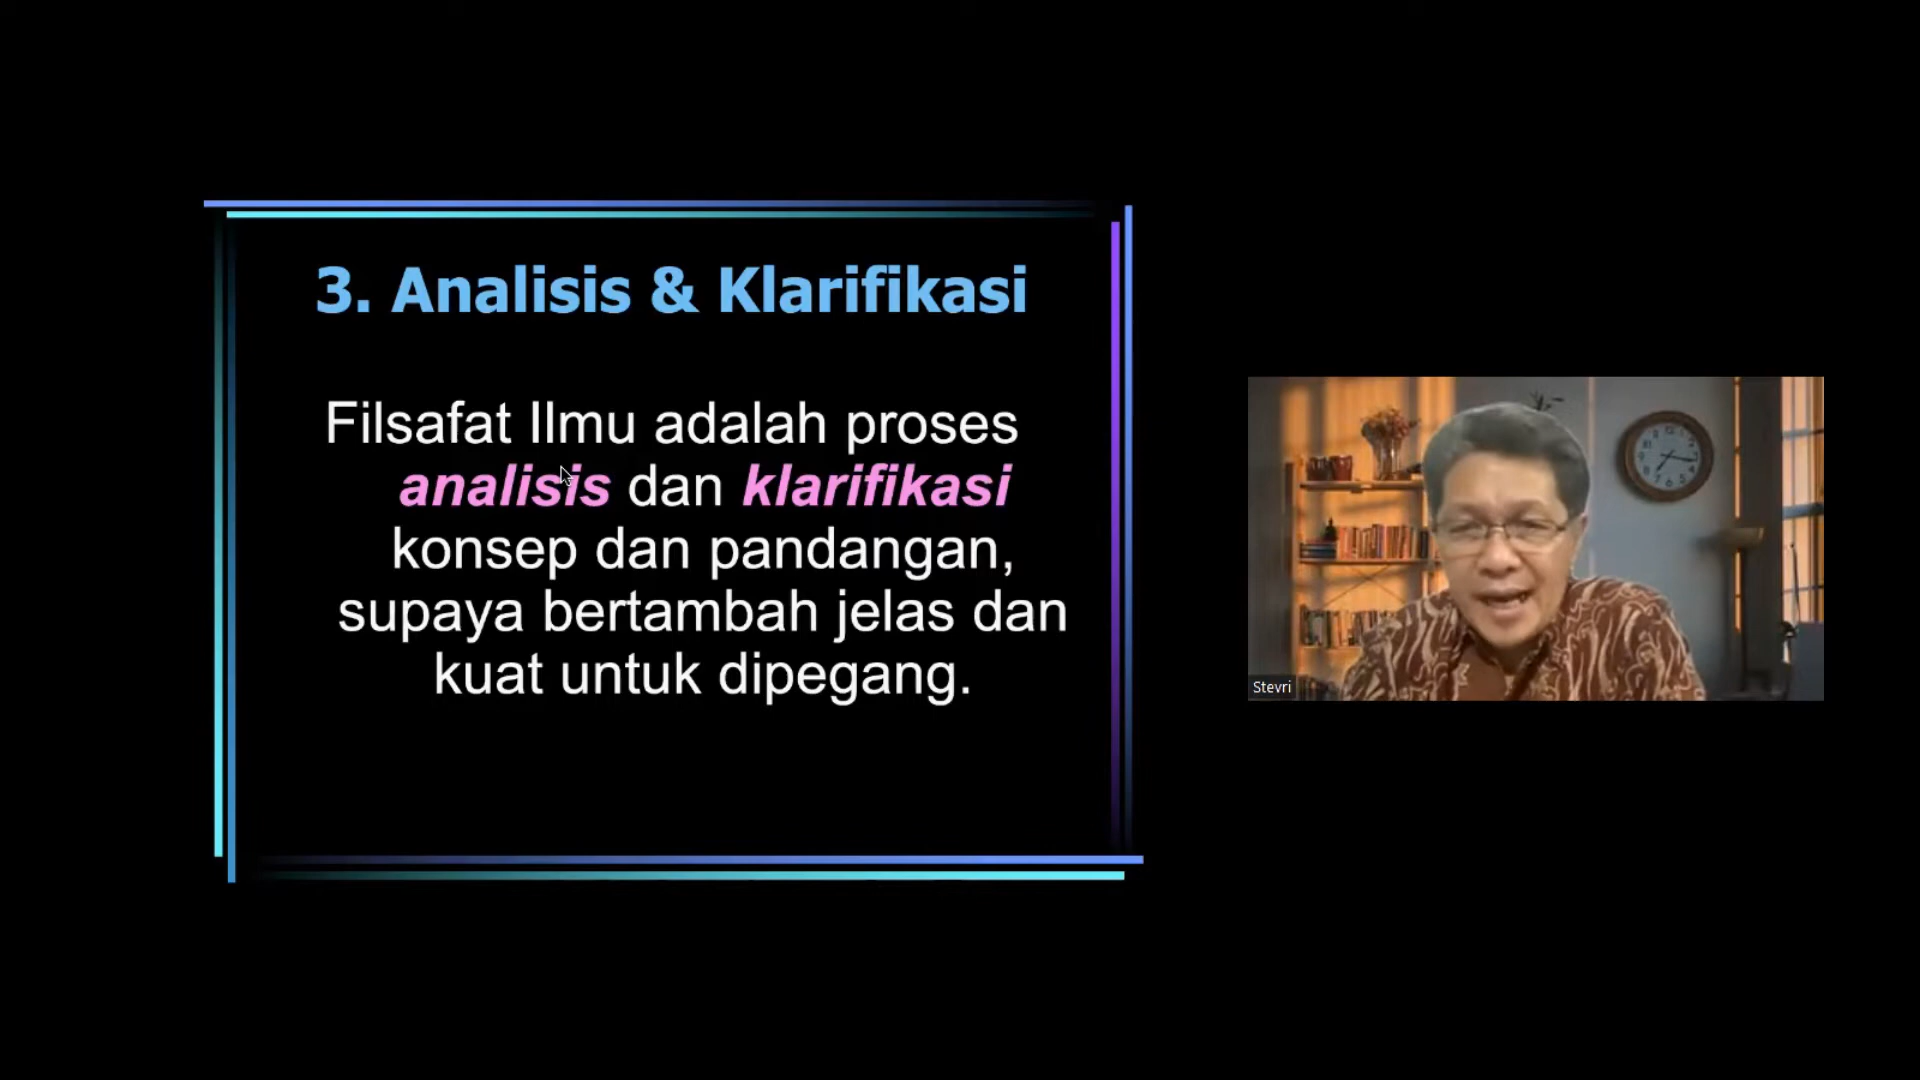 3. Analisis & Klarifikasi
Filsafat Ilmu adalah proses
analisis dan klarifikasi
konsep dan pandangan,
supaya bertambah jelas dan
kuat untuk dipegang.
Stevri